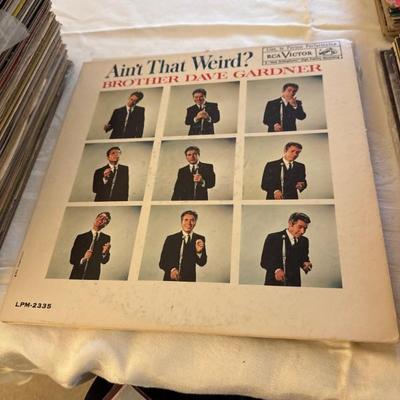 Ain't That Weird?
BROTHER DAVE GARDNER
RCA VICTOR
LPM-2335